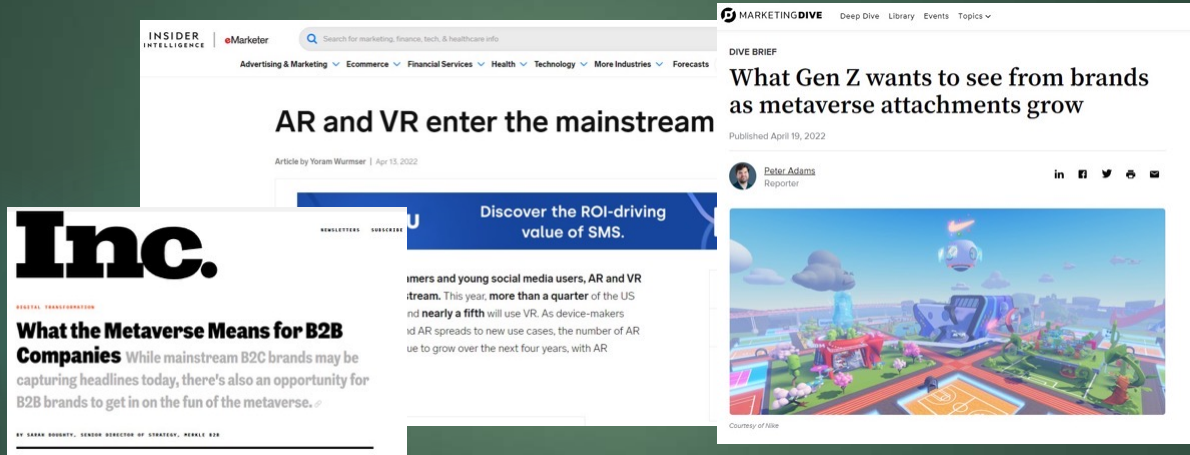 INSIDER
INTELLIGENCE
eMarketer
Search for marketing, finance, tech, & healthcare info
Advertising & Marketing
Ecommerce
Financial Services
Health
Technology
More Industries
Forecasts
AR and VR enter the mainstream
Article by Yoram Wurmser | Apr 13, 2022
U
Discover the ROI-driving
value of SMS.
and young social media users, AR and VR
This year, more than a quarter of the US
nearly a fifth will use VR. As device-makers
AR spreads to new use cases, the number of AR
to grow over the next four years, with AR
MARKETINGDIVE
Deep Dive
Library
Events
Topics
DIVE BRIEF
What Gen Z wants to see from brands
as metaverse attachments grow
Published April 19, 2022
Peter Adams
Reporter
Courtesy of Nike
Inc.
NEWSLETTERS
SUBSCRIBE
DIGITAL TRANSFORMATION
What the Metaverse Means for B2B
Companies While mainstream B2C brands may be
capturing headlines today, there's also an opportunity for
B2B brands to get in on the fun of the metaverse.
BY SARAH DOUGHTY, SENIOR DIRECTOR OF STRATEGY, MERKLE B2B